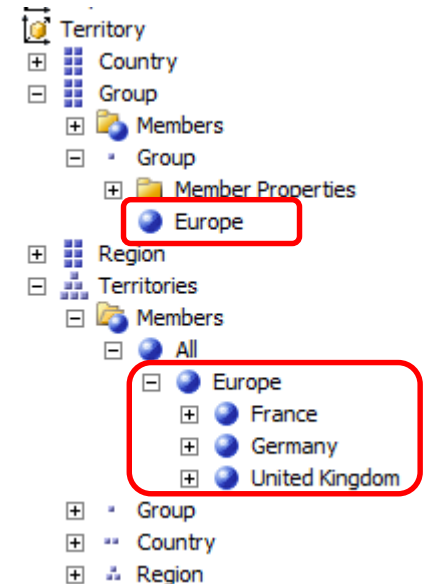 Territory
Country
Group
Members
Group
Member Properties
Europe
Region
Territories
Members
All
Europe
France
Germany
United Kingdom
Group
Country
Region